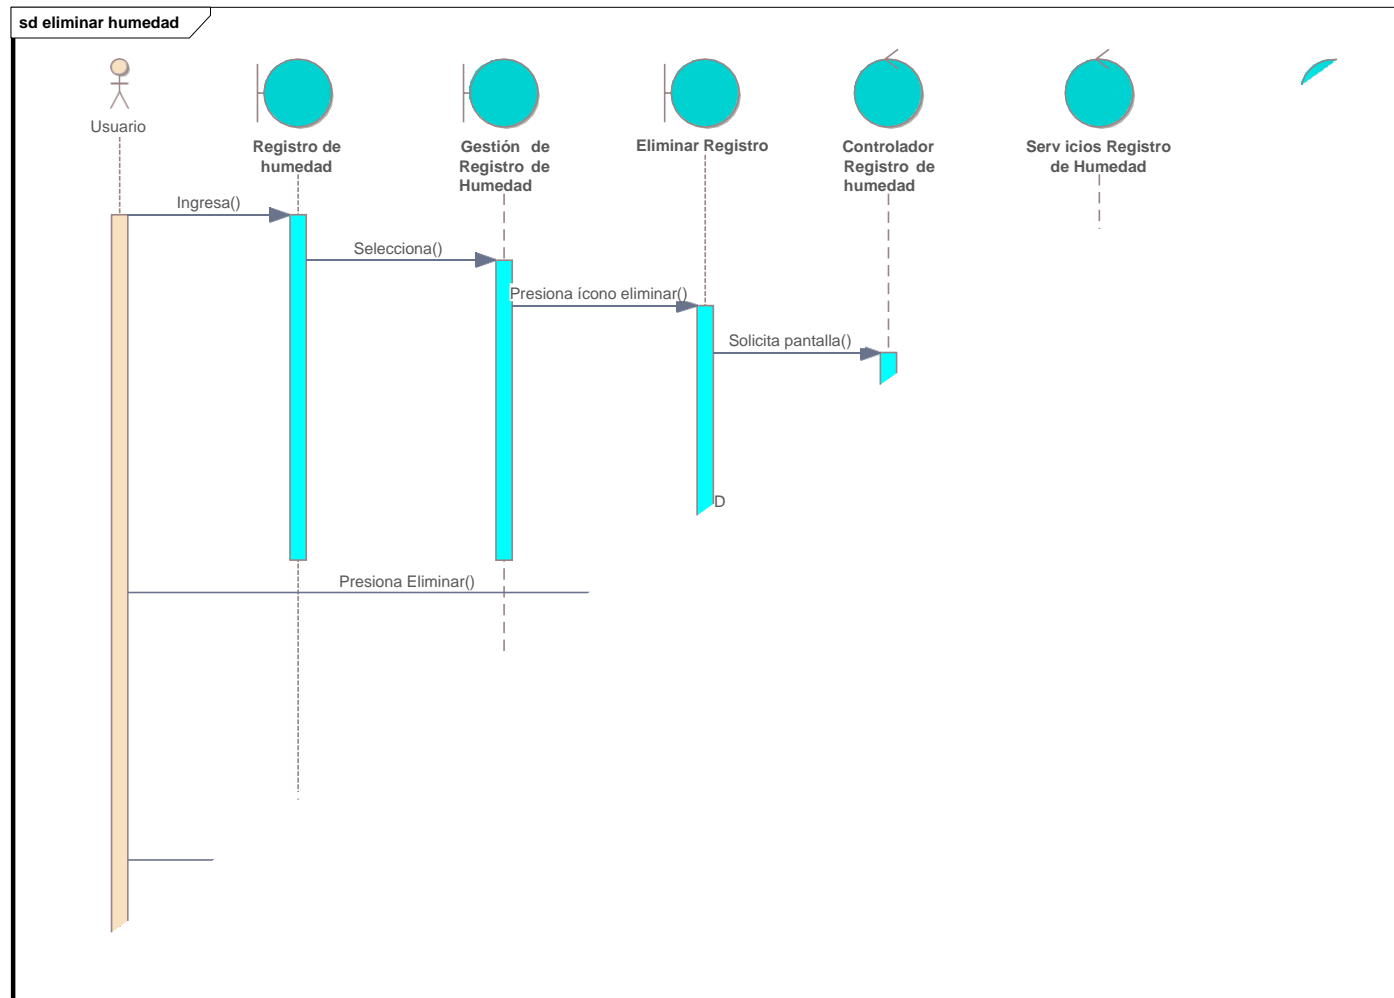 sd eliminar humedad
Usuario
Registro de
humedad
Gestión de
Registro de
Humedad
Eliminar Registro
Controlador
Registro de
humedad
Serv icios Registro
de Humedad
Ingresa()
Selecciona()
Presiona ícono eliminar()
Solicita pantalla()
D
Presiona Eliminar()